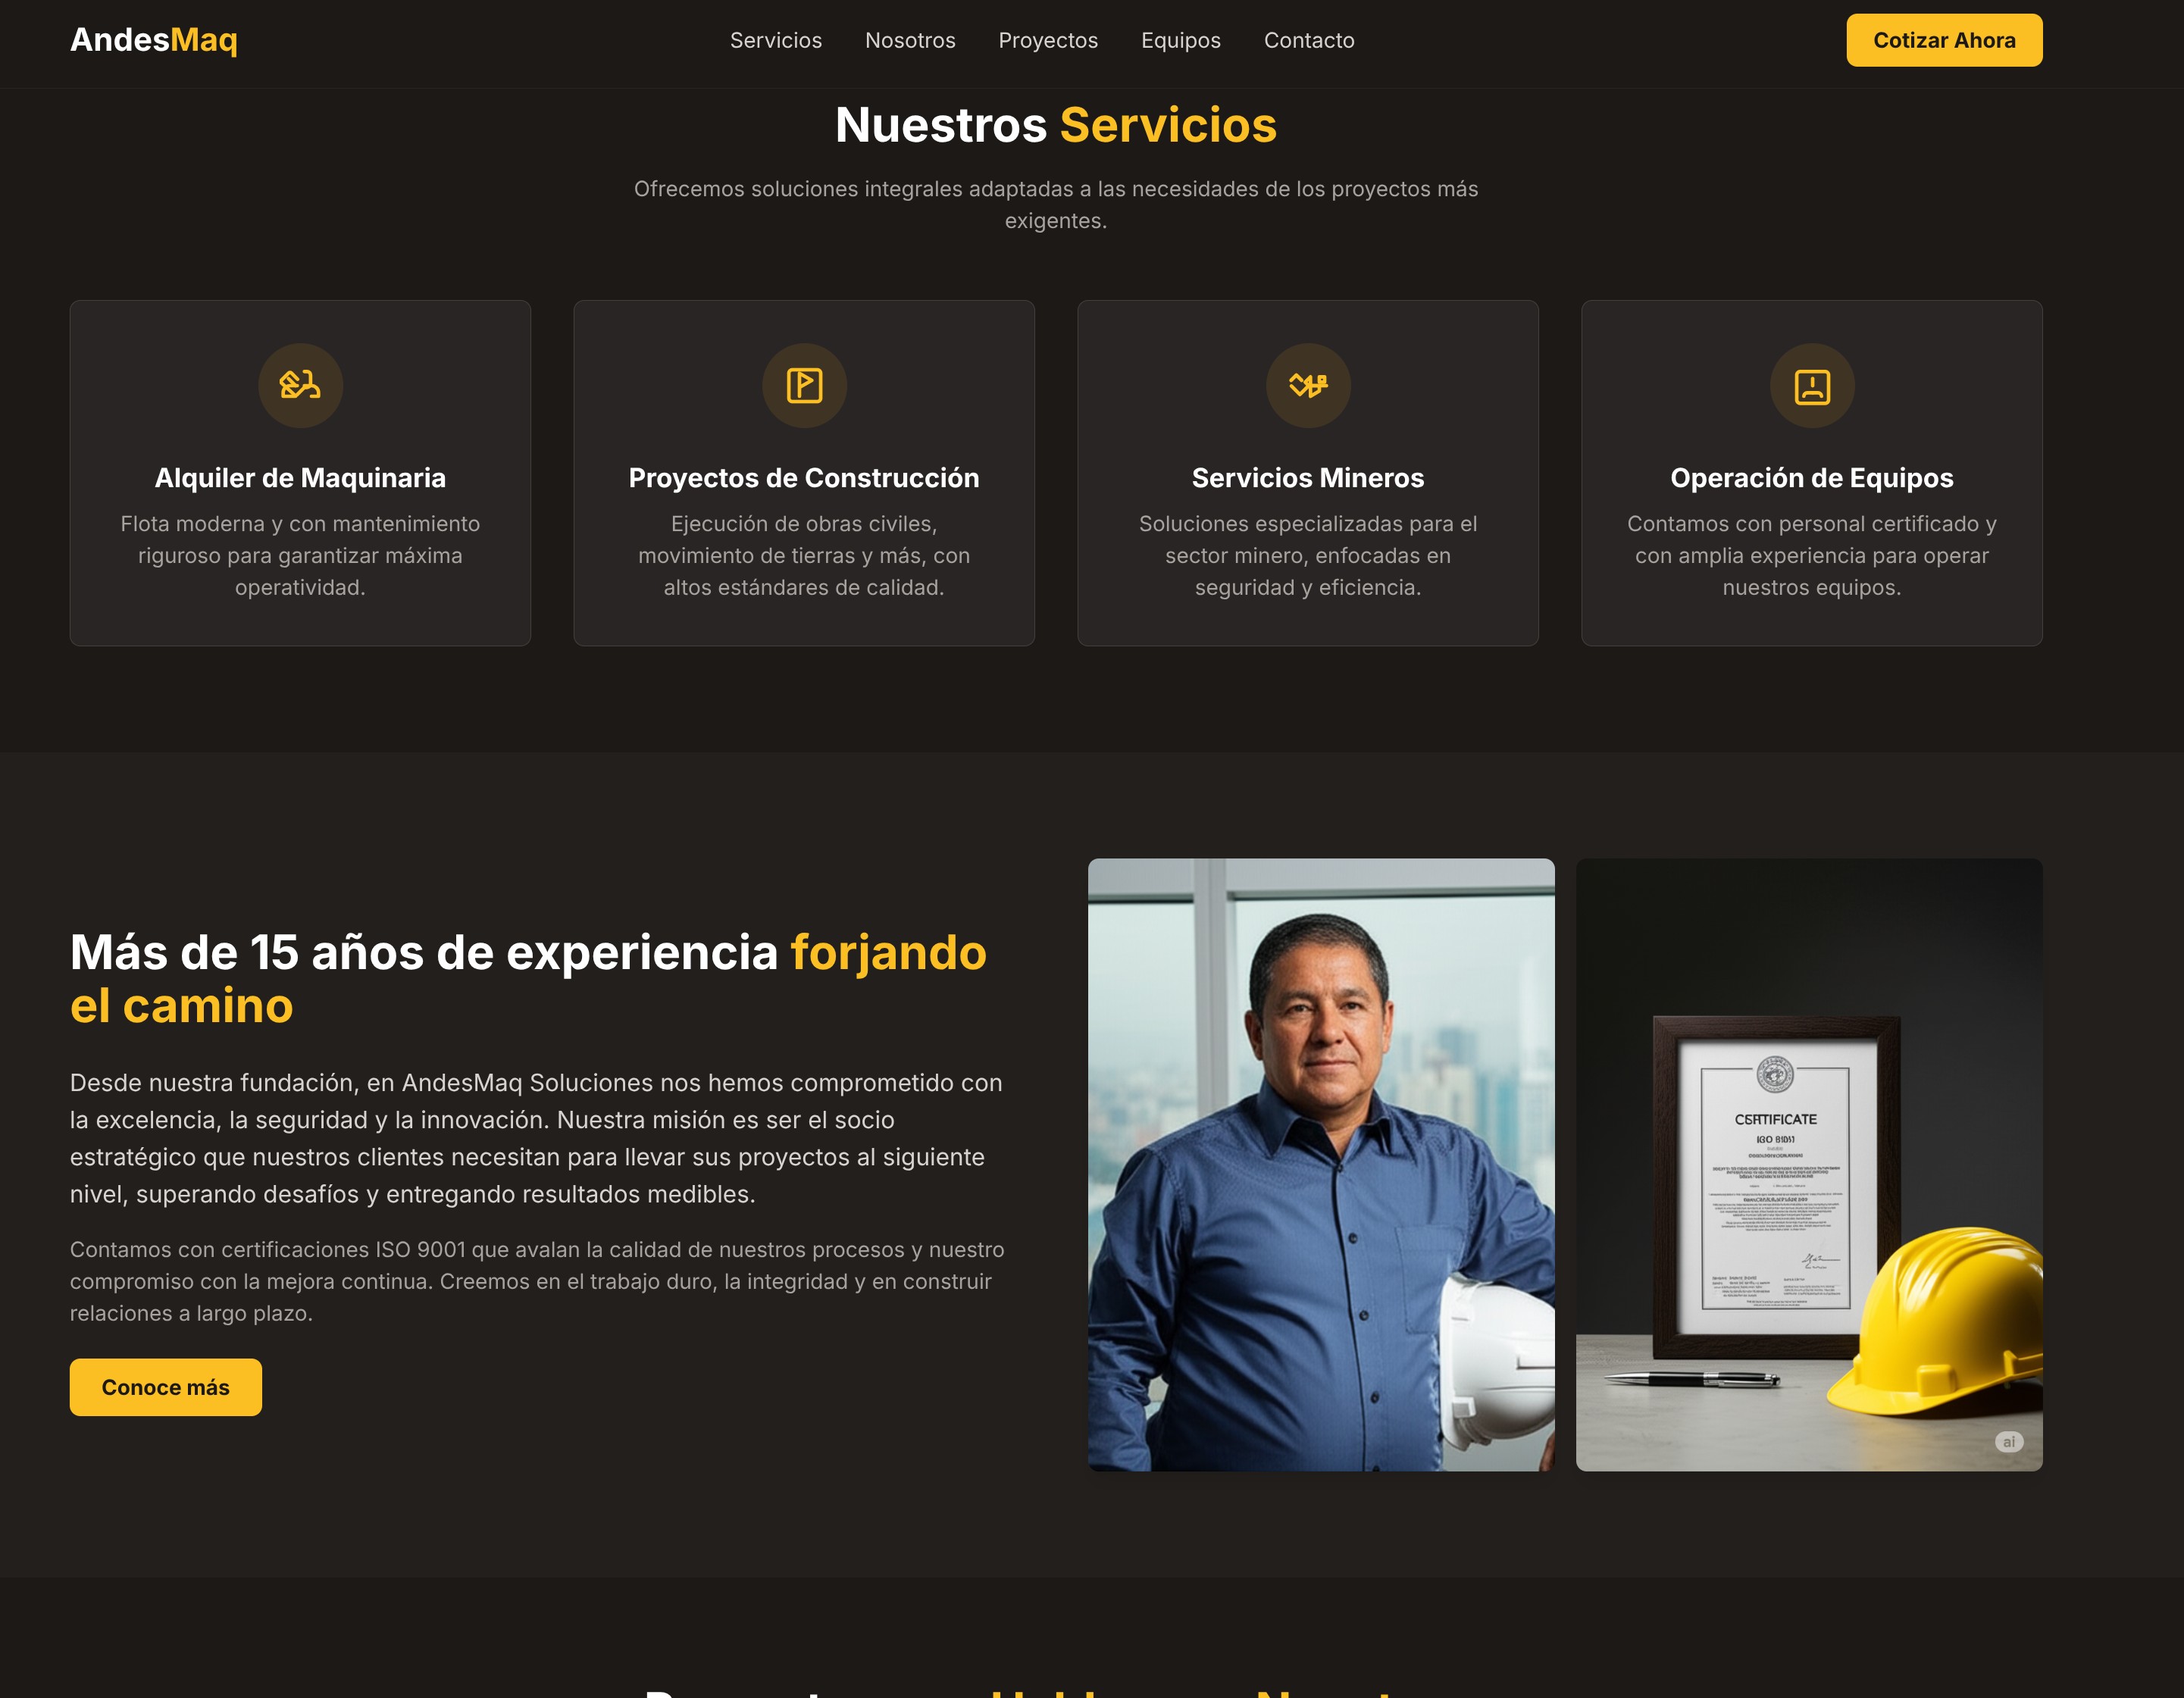 AndesMaq
Servicios
Nosotros
Proyectos
Equipos
Contacto
Cotizar Ahora
Nuestros Servicios
Ofrecemos soluciones integrales adaptadas a las necesidades de los proyectos más
exigentes.
Alquiler de Maquinaria
Flota moderna y con mantenimiento
riguroso para garantizar máxima
operatividad.
Proyectos de Construcción
Ejecución de obras civiles,
movimiento de tierras y más, con
altos estándares de calidad.
Servicios Mineros
Soluciones especializadas para el
sector minero, enfocadas en
seguridad y eficiencia.
Operación de Equipos
Contamos con personal certificado y
con amplia experiencia para operar
nuestros equipos.
Más de 15 años de experiencia forjando
el camino
Desde nuestra fundación, en AndesMaq Soluciones nos hemos comprometido con
la excelencia, la seguridad y la innovación. Nuestra misión es ser el socio
estratégico que nuestros clientes necesitan para llevar sus proyectos al siguiente
nivel, superando desafíos y entregando resultados medibles.
Contamos con certificaciones ISO 9001 que avalan la calidad de nuestros procesos y nuestro
compromiso con la mejora continua. Creemos en el trabajo duro, la integridad y en construir
relaciones a largo plazo.
Conoce más
ai